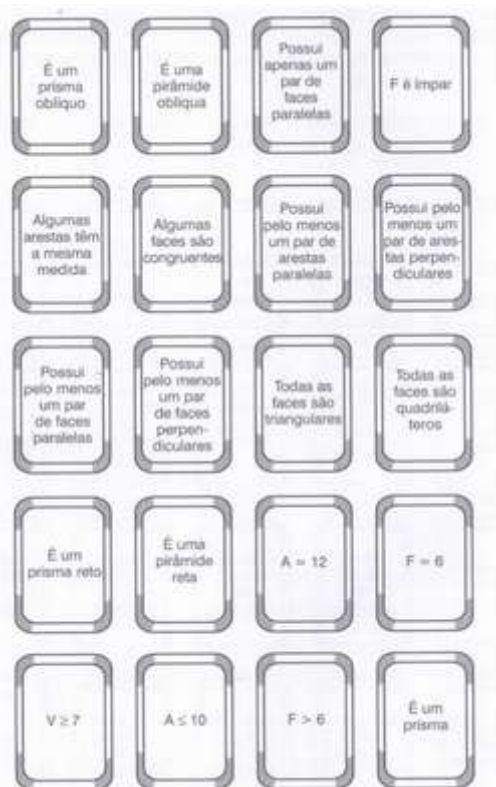 É um
prisma
oblíquo
É uma
pirâmide
oblíqua
Possui
apenas um
par de
faces
paralelas
F é ímpar
Algumas
arestas têm
a mesma
medida
Algumas
faces são
congruentes
Possui
pelo menos
um par de
arestas
paralelas
Possui pelo
menos um
par de ares-
tas perpen-
diculares
Possui
pelo menos
um par
de faces
paralelas
Possui
pelo menos
um par
de faces
perpen-
diculares
Todas as
faces são
triangulares
Todas as
faces são
quadrilá-
teros
É um
prisma reto
É uma
pirâmide
reta
A = 12
F = 6
V ≥ 7
A ≤ 10
F > 6
É um
prisma